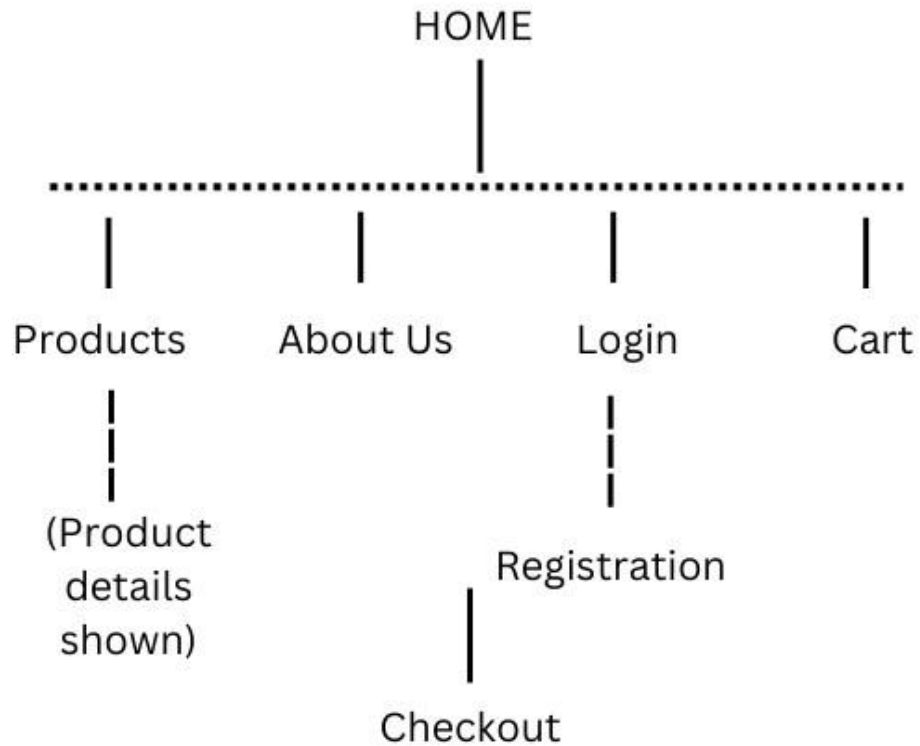 HOME
Products About Us Login Cart
(Product
details
shown)
Registration
Checkout